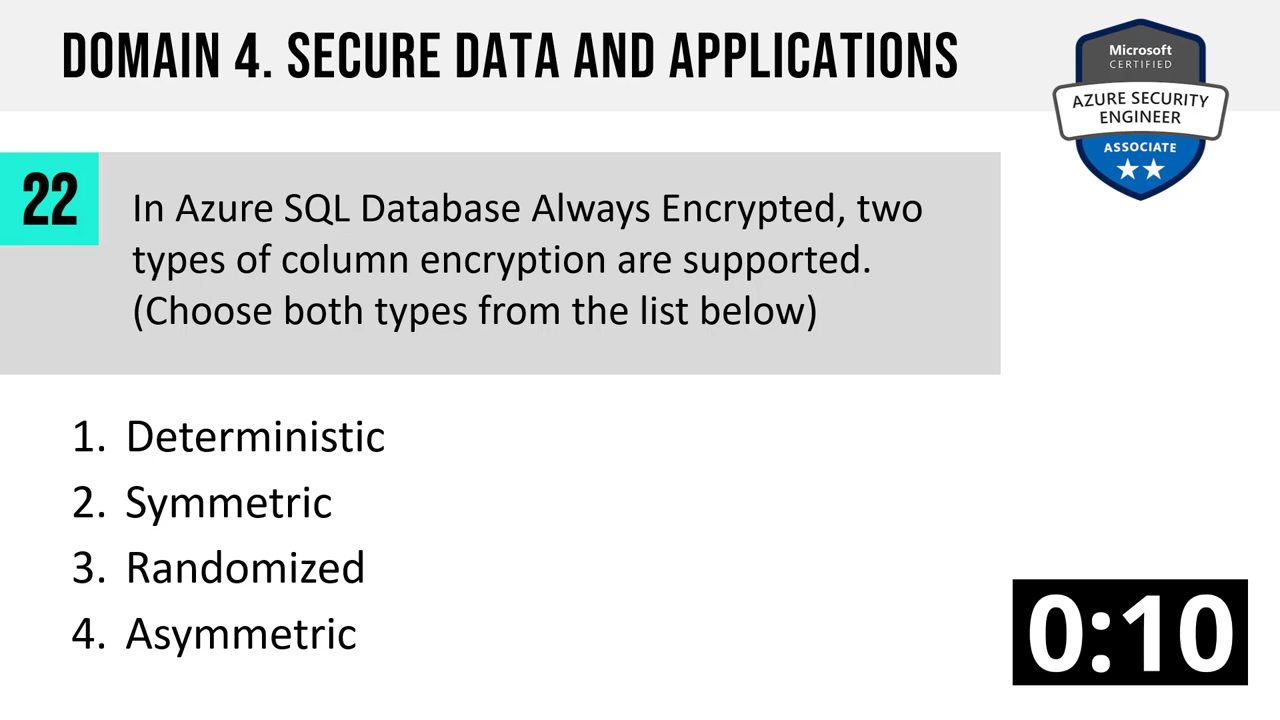 DOMAIN 4. SECURE DATA AND APPLICATIONS
Microsoft
CERTIFIED
AZURE SECURITY
ENGINEER
ASSOCIATE
22
In Azure SQL Database Always Encrypted, two
types of column encryption are supported.
(Choose both types from the list below)
1. Deterministic
2. Symmetric
3. Randomized
4. Asymmetric
0:10